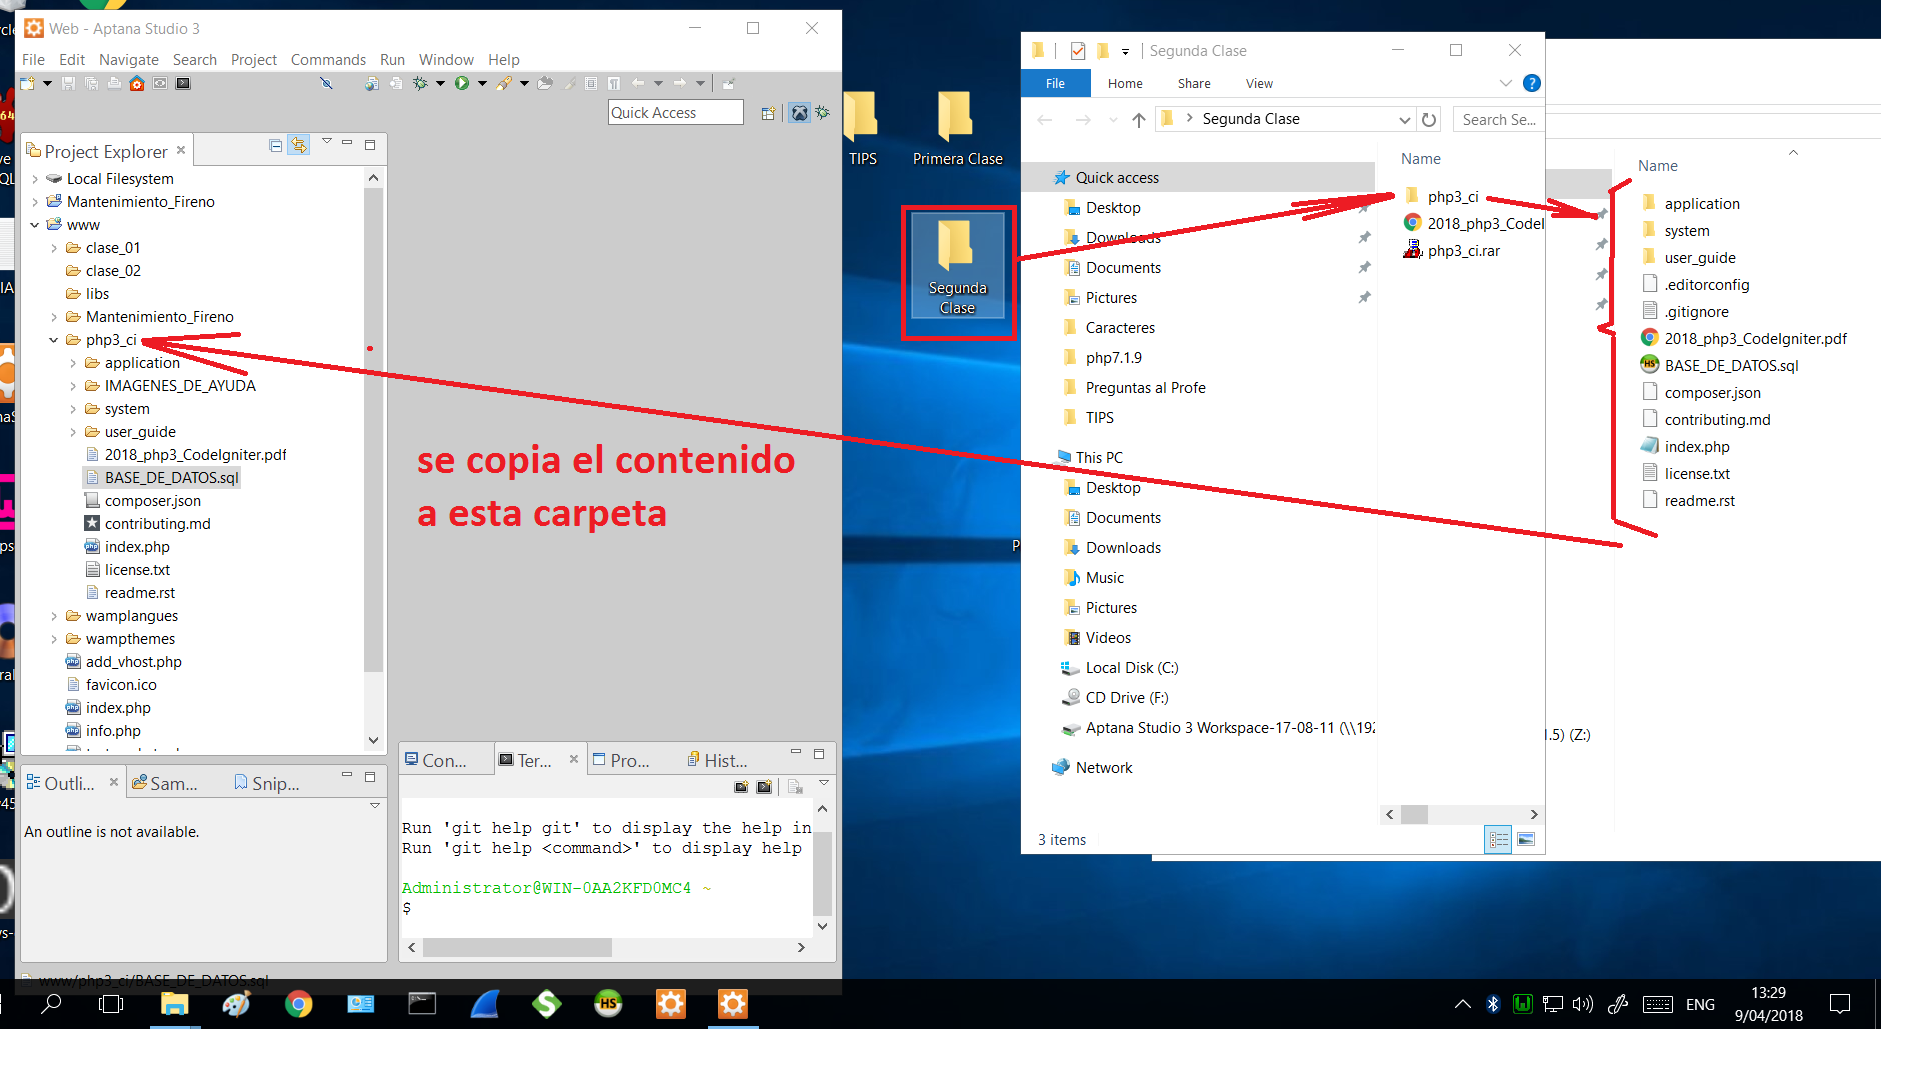 Web - Aptana Studio 3
File Edit Navigate Search Project Commands Run Window Help
Quick Access
Project Explorer
Local Filesystem
Mantenimiento_Fireno
www
clase_01
clase_02
libs
Mantenimiento_Fireno
php3_ci
application
IMAGENES_DE_AYUDA
system
user_guide
2018_php3_CodeIgniter.pdf
BASE_DE_DATOS.sql
composer.json
contributing.md
index.php
license.txt
readme.rst
wamplangues
wampthemes
add_vhost.php
favicon.ico
index.php
info.php
Outli...
Sam...
Snip...
An outline is not available.
Con...
Ter...
Pro...
Hist...
Run 'git help git' to display the help in
Run 'git help <command>' to display help
Administrator@WIN-0AA2KFD0MC4 ~
$
www/php3_ci/BASE_DE_DATOS.sql
se copia el contenido
a esta carpeta
TIPS
Primera Clase
Segunda
Clase
Segunda Clase
File Home Share View
Segunda Clase
Search Se...
Quick access
Desktop
Downloads
Documents
Pictures
Caracteres
php7.1.9
Preguntas al Profe
TIPS
This PC
Desktop
Documents
Downloads
Music
Pictures
Videos
Local Disk (C:)
CD Drive (F:)
Aptana Studio 3 Workspace-17-08-11 (\\192
Network
3 items
Name
php3_ci
2018_php3_CodeI
php3_ci.rar
Name
application
system
user_guide
.editorconfig
.gitignore
2018_php3_CodeIgniter.pdf
BASE_DE_DATOS.sql
composer.json
contributing.md
index.php
license.txt
readme.rst
1.5) (Z:)
ENG
13:29
9/04/2018